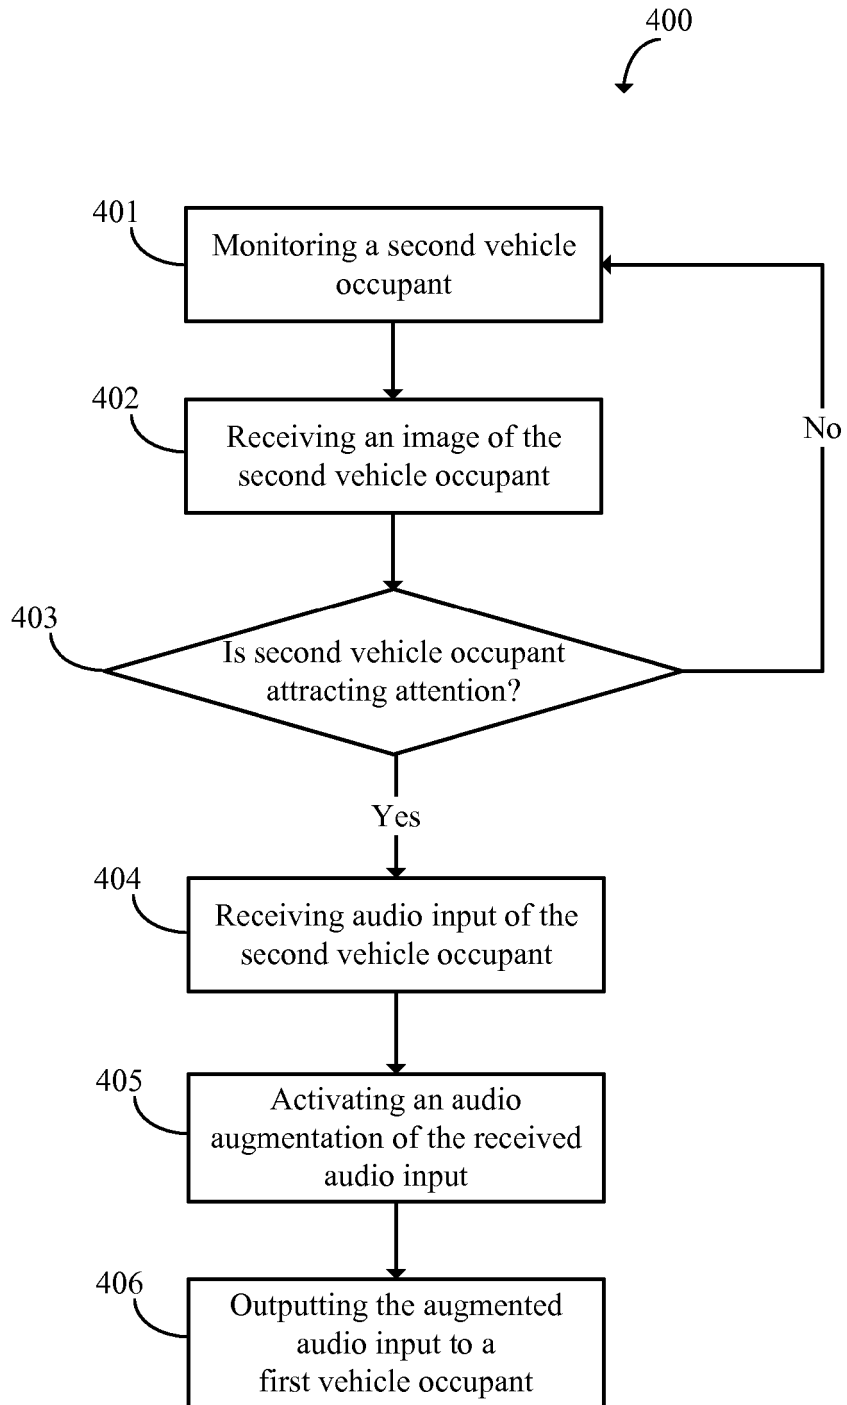 400
401
Monitoring a second vehicle
occupant
402
Receiving an image of the
second vehicle occupant
No
403
Is second vehicle occupant
attracting attention?
Yes
404
Receiving audio input of the
second vehicle occupant
405
Activating an audio
augmentation of the received
audio input
406
Outputting the augmented
audio input to a
first vehicle occupant